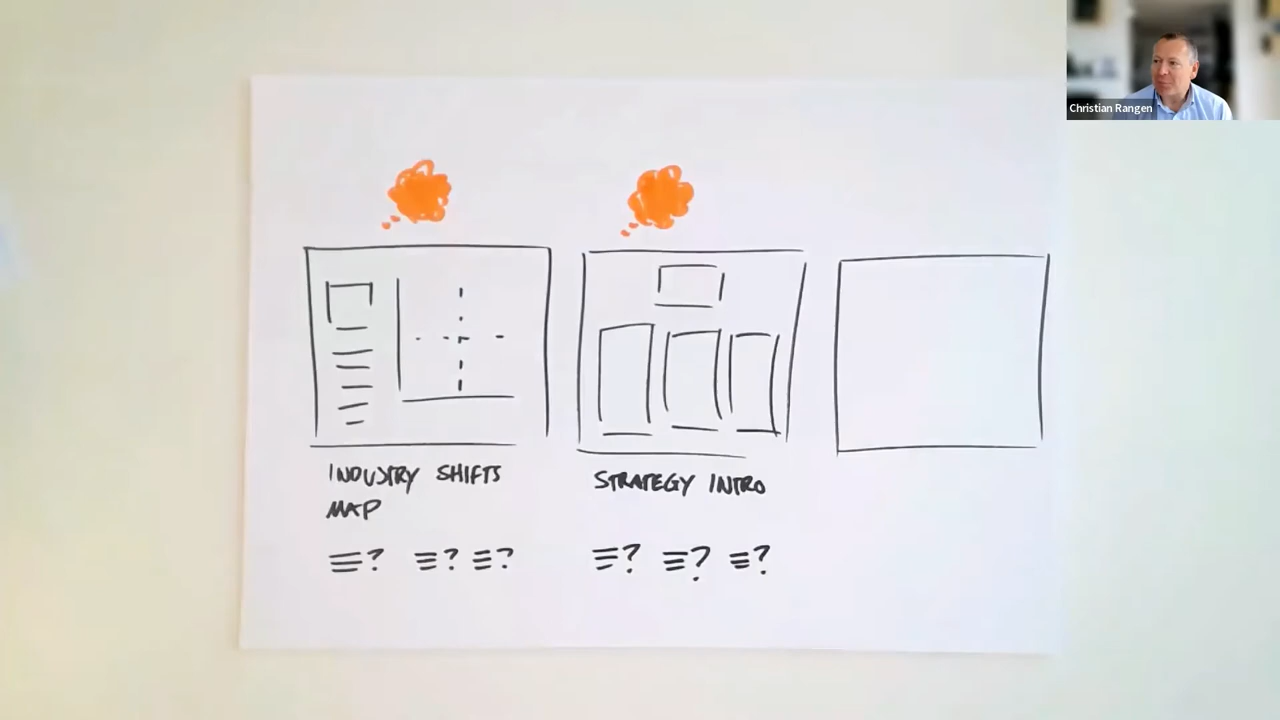 Christian Rangen
INDUSTRY SHIFTS
MAP
STRATEGY INTRO
? ? ?
? ? ?